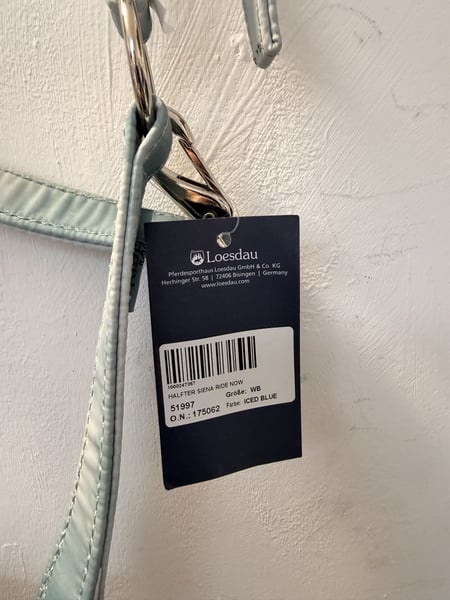 Loesdau
Pferdesporthaus Loesdau GmbH & Co. KG
Hechinger Str. 58 | 72406 Bisingen | Germany
www.loesdau.com
1000247367
HALFTER SIENA RIDE NOW
51997 Größe: WB
O.N.: 175062 Farbe: ICED BLUE